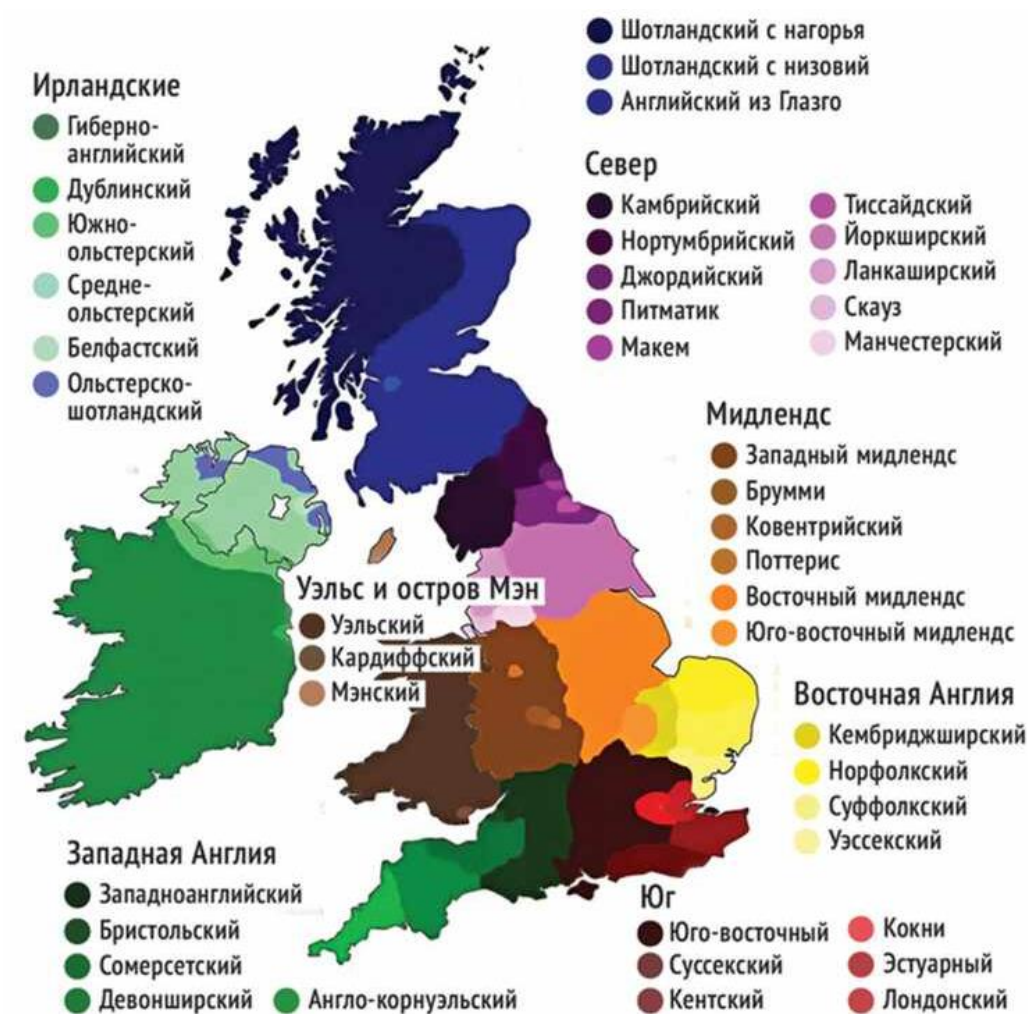 Шотландский с нагорья
Шотландский с низовий
Английский из Глазго
Ирландские
Гиберно-
английский
Дублинский
Южно-
ольстерский
Средне-
ольстерский
Белфастский
Ольстерско-
шотландский
Север
Камбрийский
Нортумбрийский
Джордийский
Питматик
Макем
Тиссайдский
Йоркширский
Ланкаширский
Скауз
Манчестерский
Мидлендс
Западный мидлендс
Брумми
Ковентрийский
Поттерис
Восточный мидлендс
Юго-восточный мидлендс
Уэльс и остров Мэн
Уэльский
Кардиффский
Мэнский
Восточная Англия
Кембриджширский
Норфолкский
Суффолкский
Уэссекский
Западная Англия
Западноанглийский
Бристольский
Сомерсетский
Девонширский
Англо-корнуэльский
Юг
Юго-восточный
Суссекский
Кентский
Кокни
Эстуарный
Лондонский